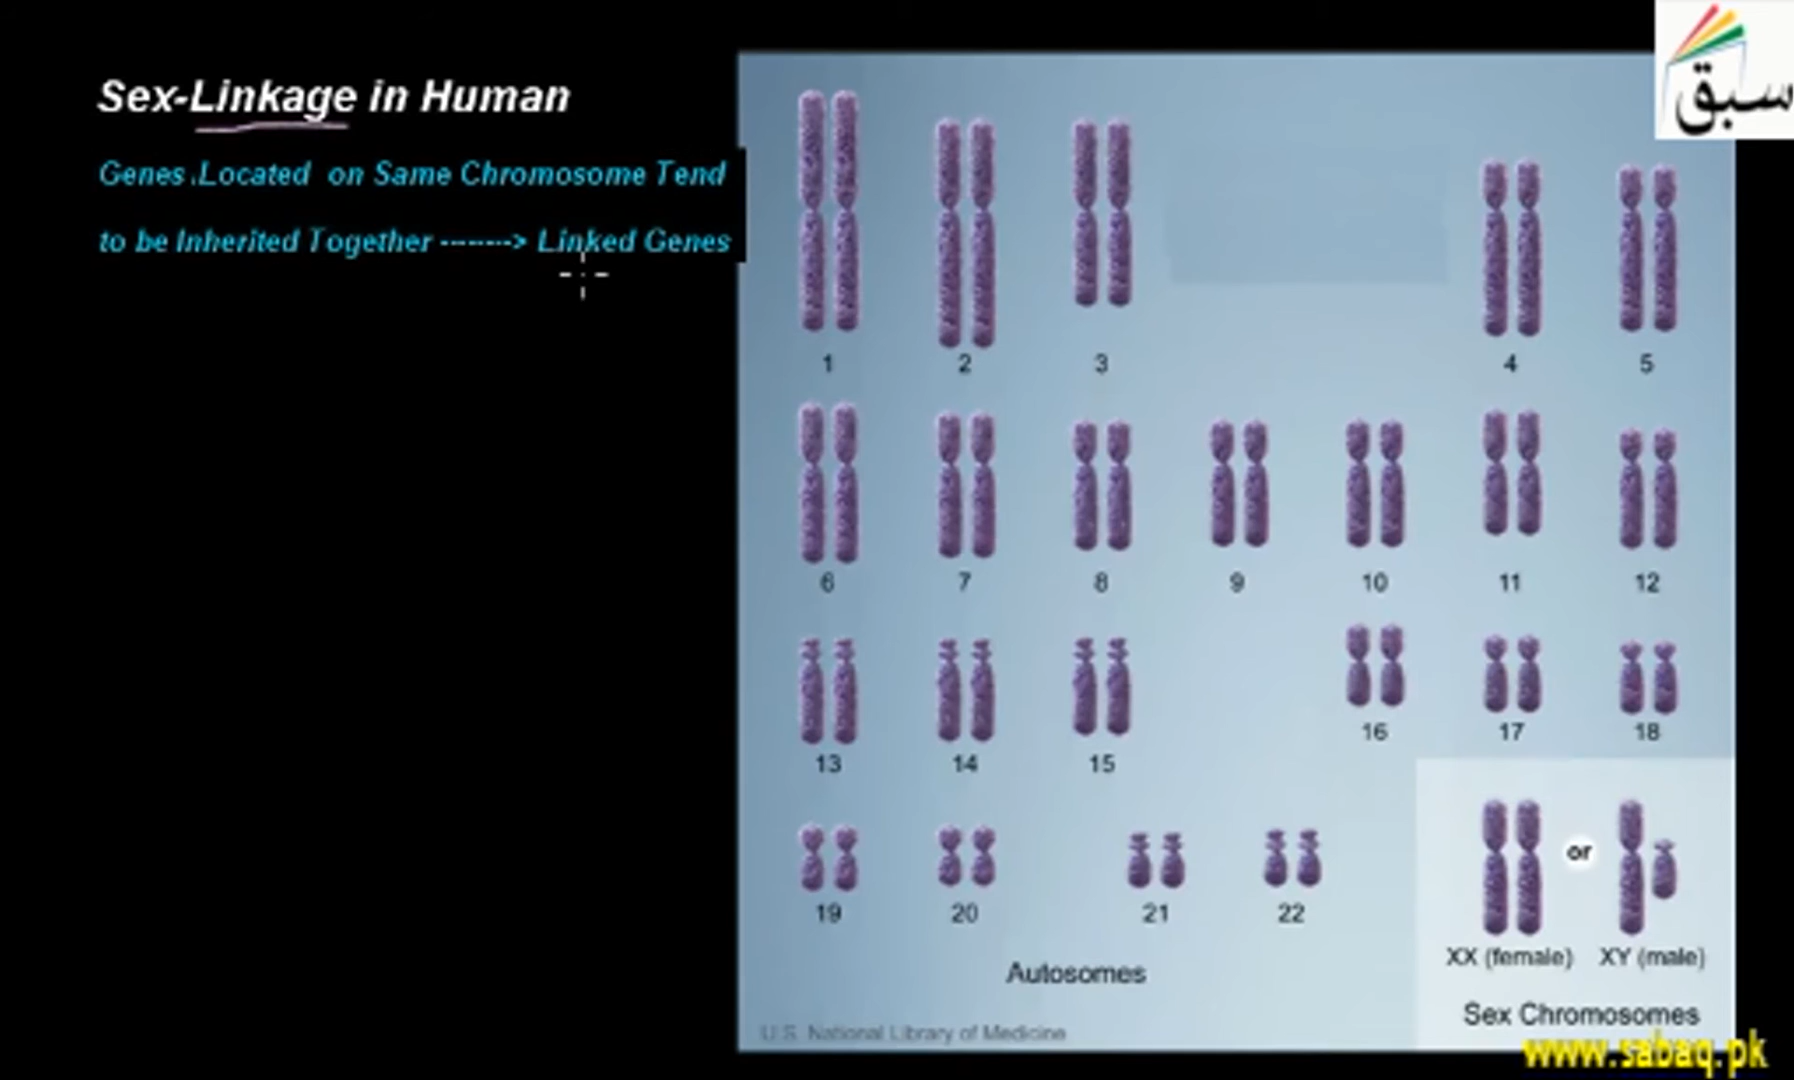 Sex-Linkage in Human
Genes Located on Same Chromosome Tend
to be Inherited Together -------> Linked Genes
سبق
1 2 3 4 5
6 7 8 9 10 11 12
13 14 15 16 17 18
19 20 21 22
or
XX (female) XY (male)
Autosomes
Sex Chromosomes
U.S. National Library of Medicine
www.sabaq.pk